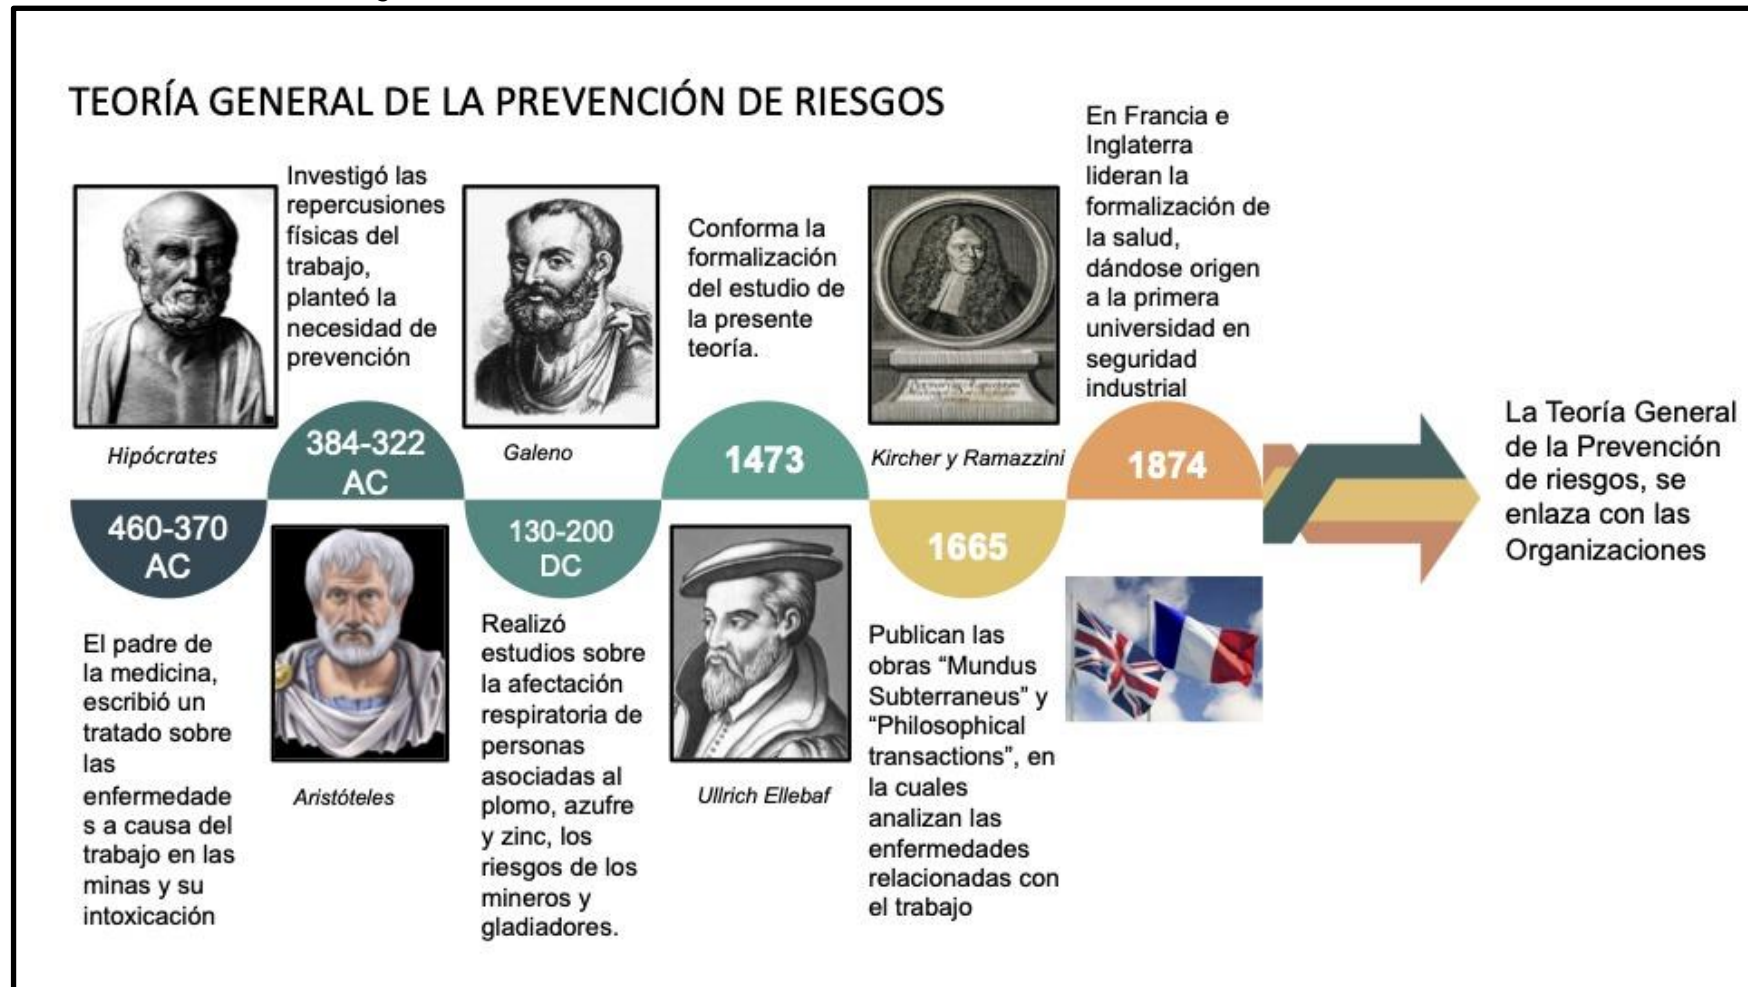 TEORÍA GENERAL DE LA PREVENCIÓN DE RIESGOS
Hipócrates
460-370
AC
El padre de
la medicina,
escribió un
tratado sobre
las
enfermedade
s a causa del
trabajo en las
minas y su
intoxicación
Investigó las
repercusiones
físicas del
trabajo,
planteó la
necesidad de
prevención
384-322
AC
Aristóteles
Galeno
130-200
DC
Realizó
estudios sobre
la afectación
respiratoria de
personas
asociadas al
plomo, azufre
y zinc, los
riesgos de los
mineros y
gladiadores.
Conforma la
formalización
del estudio de
la presente
teoría.
1473
Ullrich Ellebaf
Kircher y Ramazzini
1665
Publican las
obras “Mundus
Subterraneus” y
“Philosophical
transactions”, en
la cuales
analizan las
enfermedades
relacionadas con
el trabajo
En Francia e
Inglaterra
lideran la
formalización de
la salud,
dándose origen
a la primera
universidad en
seguridad
industrial
1874
La Teoría General
de la Prevención
de riesgos, se
enlaza con las
Organizaciones